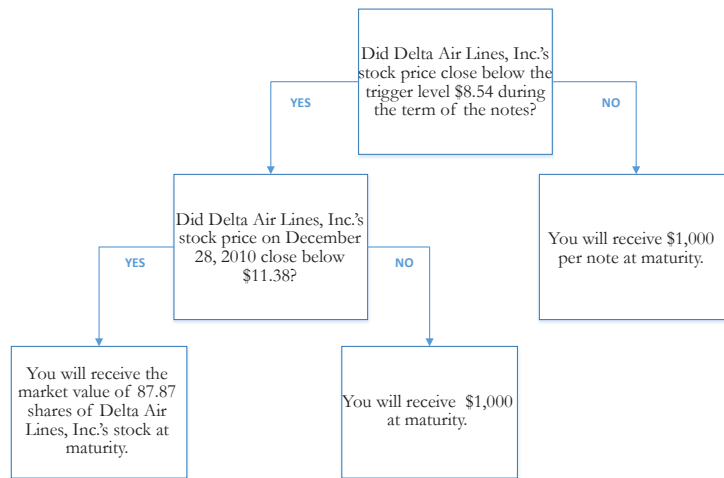 Did Delta Air Lines, Inc.'s
stock price close below the
trigger level $8.54 during
the term of the notes?
YES
NO
Did Delta Air Lines, Inc.'s
stock price on December
28, 2010 close below
$11.38?
You will receive $1,000
per note at maturity.
YES
NO
You will receive the
market value of 87.87
shares of Delta Air
Lines, Inc.'s stock at
maturity.
You will receive $1,000
at maturity.